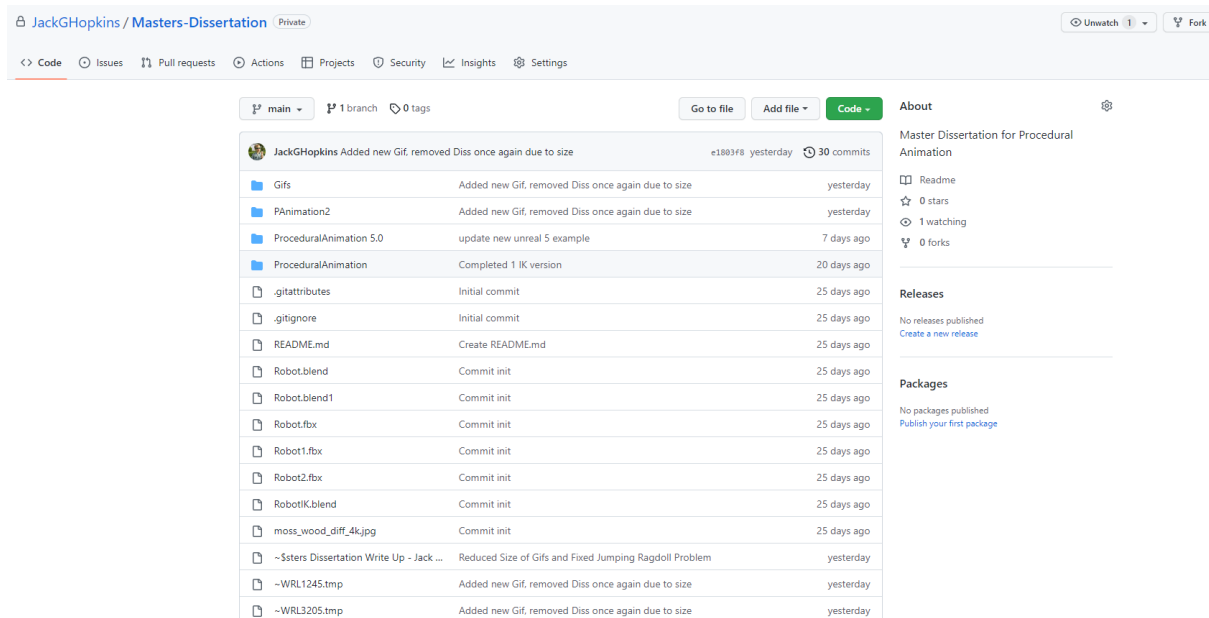 JackGHopkins / Masters-Dissertation Private
Unwatch 1 Fork
Code Issues Pull requests Actions Projects Security Insights Settings
main 1 branch 0 tags Go to file Add file Code
JackGHopkins Added new Gif, removed Diss once again due to size e1803f8 yesterday 30 commits
Gifs Added new Gif, removed Diss once again due to size yesterday
PAnimation2 Added new Gif, removed Diss once again due to size yesterday
ProceduralAnimation 5.0 update new unreal 5 example 7 days ago
ProceduralAnimation Completed 1 IK version 20 days ago
.gitattributes Initial commit 25 days ago
.gitignore Initial commit 25 days ago
README.md Create README.md 25 days ago
Robot.blend Commit init 25 days ago
Robot.blend1 Commit init 25 days ago
Robot.fbx Commit init 25 days ago
Robot1.fbx Commit init 25 days ago
Robot2.fbx Commit init 25 days ago
RobotIK.blend Commit init 25 days ago
moss_wood_diff_4k.jpg Commit init 25 days ago
~$sters Dissertation Write Up - Jack ... Reduced Size of Gifs and Fixed Jumping Ragdoll Problem yesterday
~WRL1245.tmp Added new Gif, removed Diss once again due to size yesterday
~WRL3205.tmp Added new Gif, removed Diss once again due to size yesterday
About
Master Dissertation for Procedural
Animation
Readme
0 stars
1 watching
0 forks
Releases
No releases published
Create a new release
Packages
No packages published
Publish your first package